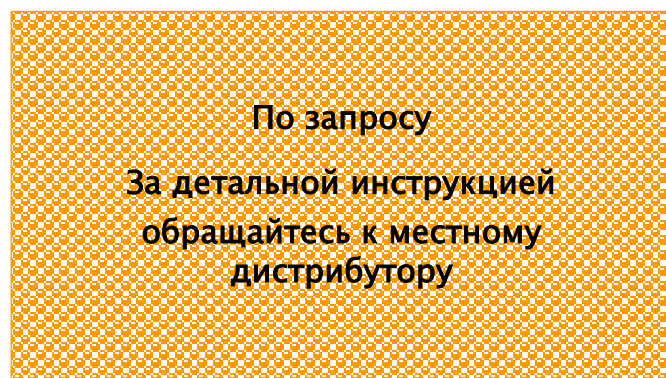 По запросу
За детальной инструкцией
обращайтесь к местному
дистрибутору